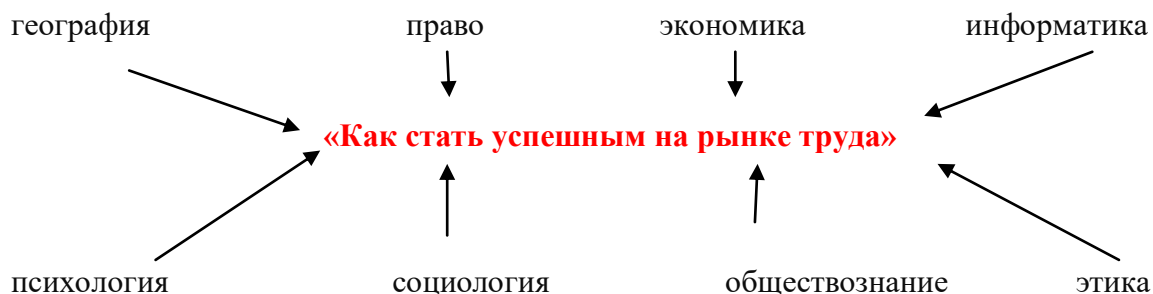 география право экономика информатика
«Как стать успешным на рынке труда»
психология социология обществознание этика